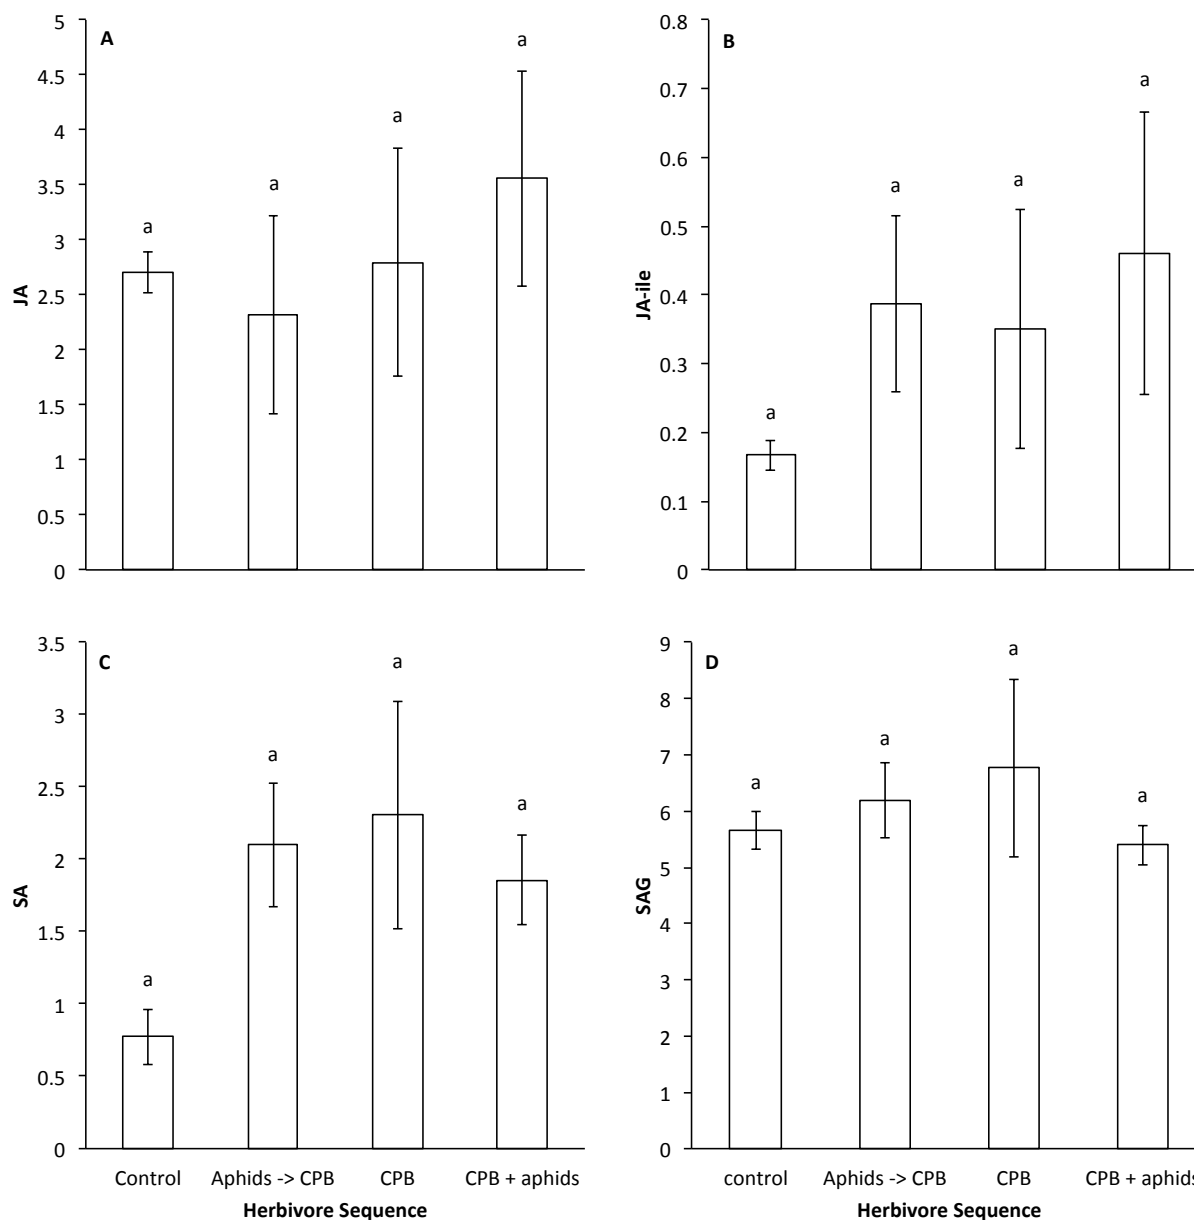 A
5
4.5
4
3.5
3
2.5
2
1.5
1
0.5
0
JA
a
a
a
a
B
0.8
0.7
0.6
0.5
0.4
0.3
0.2
0.1
0
JA-ile
a
a
a
a
C
3.5
3
2.5
2
1.5
1
0.5
0
SA
a
a
a
a
Control Aphids -> CPB CPB CPB + aphids
Herbivore Sequence
D
9
8
7
6
5
4
3
2
1
0
SAG
a
a
a
a
control Aphids -> CPB CPB CPB + aphids
Herbivore Sequence